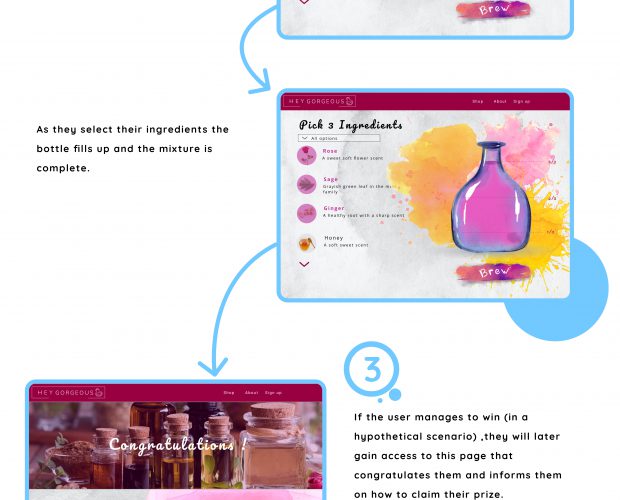 Brew
HEY GORGEOUS
Shop About Sign up
Pick 3 Ingredients
All options
Rose
A sweet soft flower scent
Sage
Grayish green leaf in the
family
Ginger
A healthy root with a sharp scent
Honey
A soft sweet scent
Brew
As they select their ingredients the
bottle fills up and the mixture is
complete.
HEY GORGEOUS
Shop About Sign up
Congratulations !
3
If the user manages to win (in a
hypothetical scenario) ,they will later
gain access to this page that
congratulates them and informs them
on how to claim their prize.